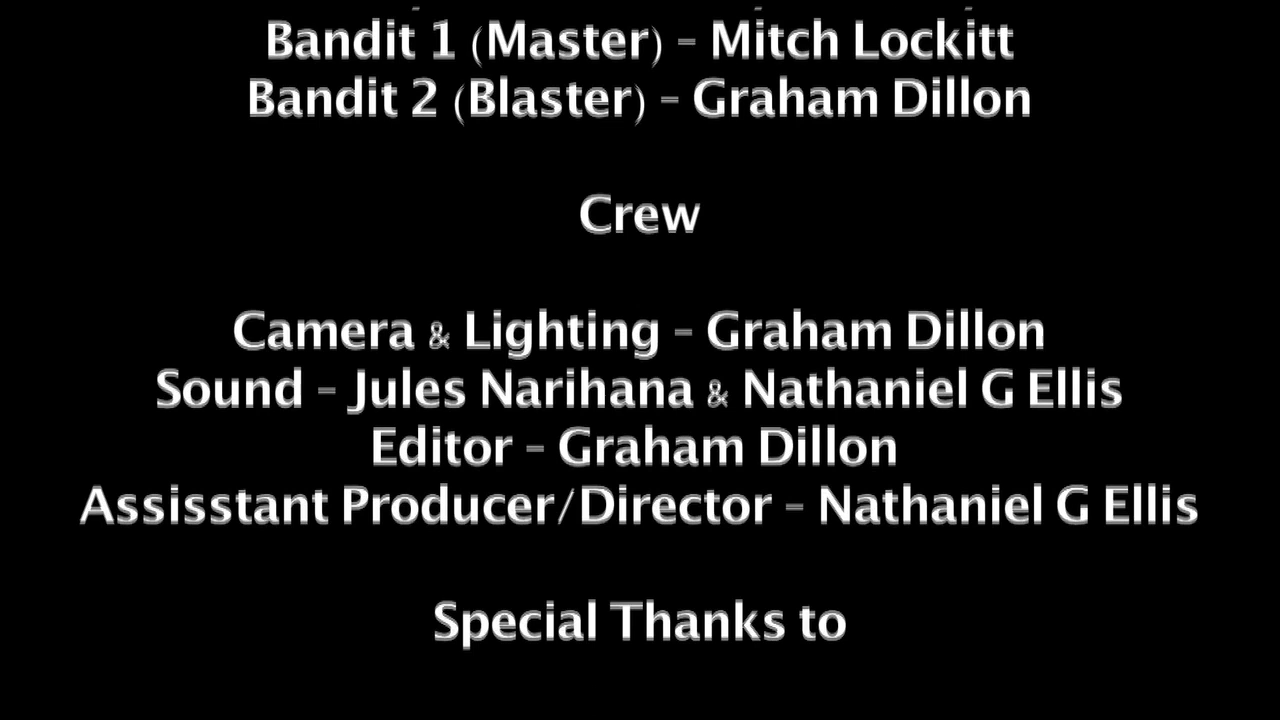 Bandit 1 (Master) - Mitch Lockitt
Bandit 2 (Blaster) - Graham Dillon
Crew
Camera & Lighting - Graham Dillon
Sound - Jules Narihana & Nathaniel G Ellis
Editor - Graham Dillon
Assisstant Producer/Director - Nathaniel G Ellis
Special Thanks to